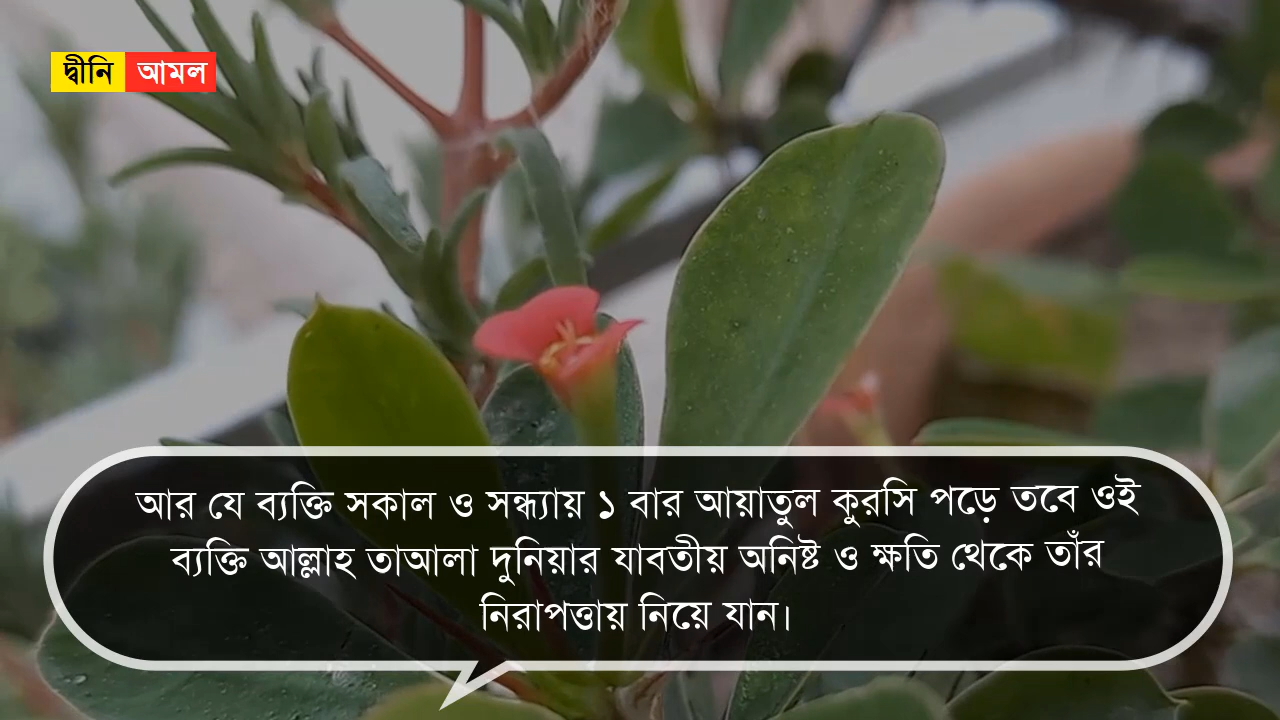 দ্বীনি আমল
আর যে ব্যক্তি সকাল ও সন্ধ্যায় ১ বার আয়াতুল কুরসি পড়ে তবে ওই
ব্যক্তি আল্লাহ তাআলা দুনিয়ার যাবতীয় অনিষ্ট ও ক্ষতি থেকে তাঁর
নিরাপত্তায় নিয়ে যান।